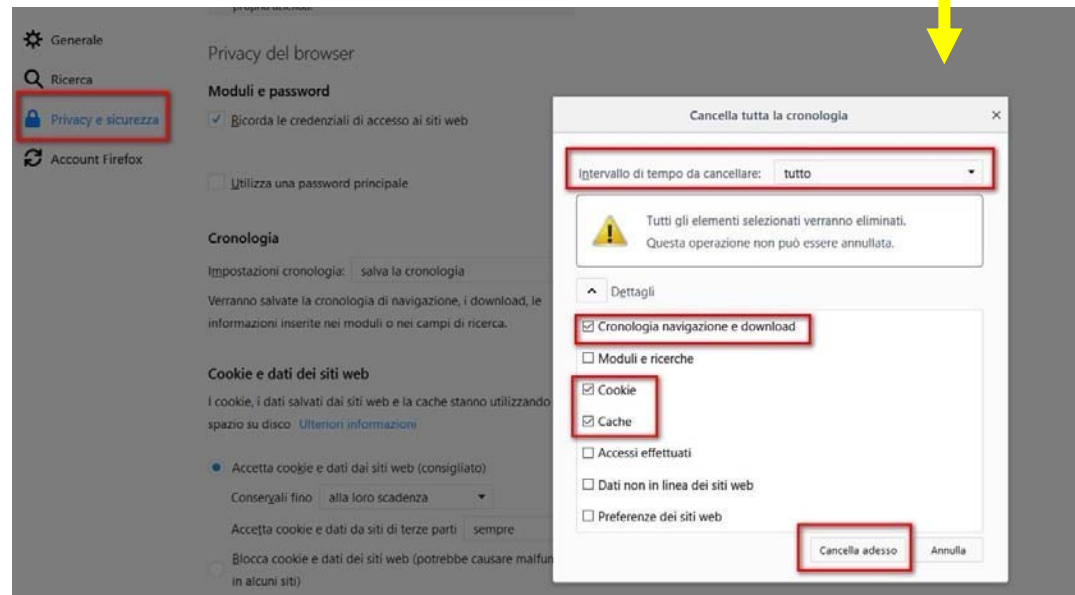 propria azienda.
Generale
Ricerca
Privacy e sicurezza
Account Firefox
Privacy del browser
Moduli e password
Ricorda le credenziali di accesso ai siti web
Utilizza una password principale
Cronologia
Impostazioni cronologia: salva la cronologia
Verranno salvate la cronologia di navigazione, i download, le
informazioni inserite nei moduli o nei campi di ricerca.
Cookie e dati dei siti web
I cookie, i dati salvati dai siti web e la cache stanno utilizzando
spazio su disco Ulteriori informazioni
Accetta cookie e dati dai siti web (consigliato)
Conservali fino alla loro scadenza
Accetta cookie e dati da siti di terze parti sempre
Blocca cookie e dati dei siti web (potrebbe causare malfun
in alcuni siti)
Cancella tutta la cronologia
Intervallo di tempo da cancellare: tutto
Tutti gli elementi selezionati verranno eliminati.
Questa operazione non può essere annullata.
Dettagli
Cronologia navigazione e download
Moduli e ricerche
Cookie
Cache
Accessi effettuati
Dati non in linea dei siti web
Preferenze dei siti web
Cancella adesso Annulla